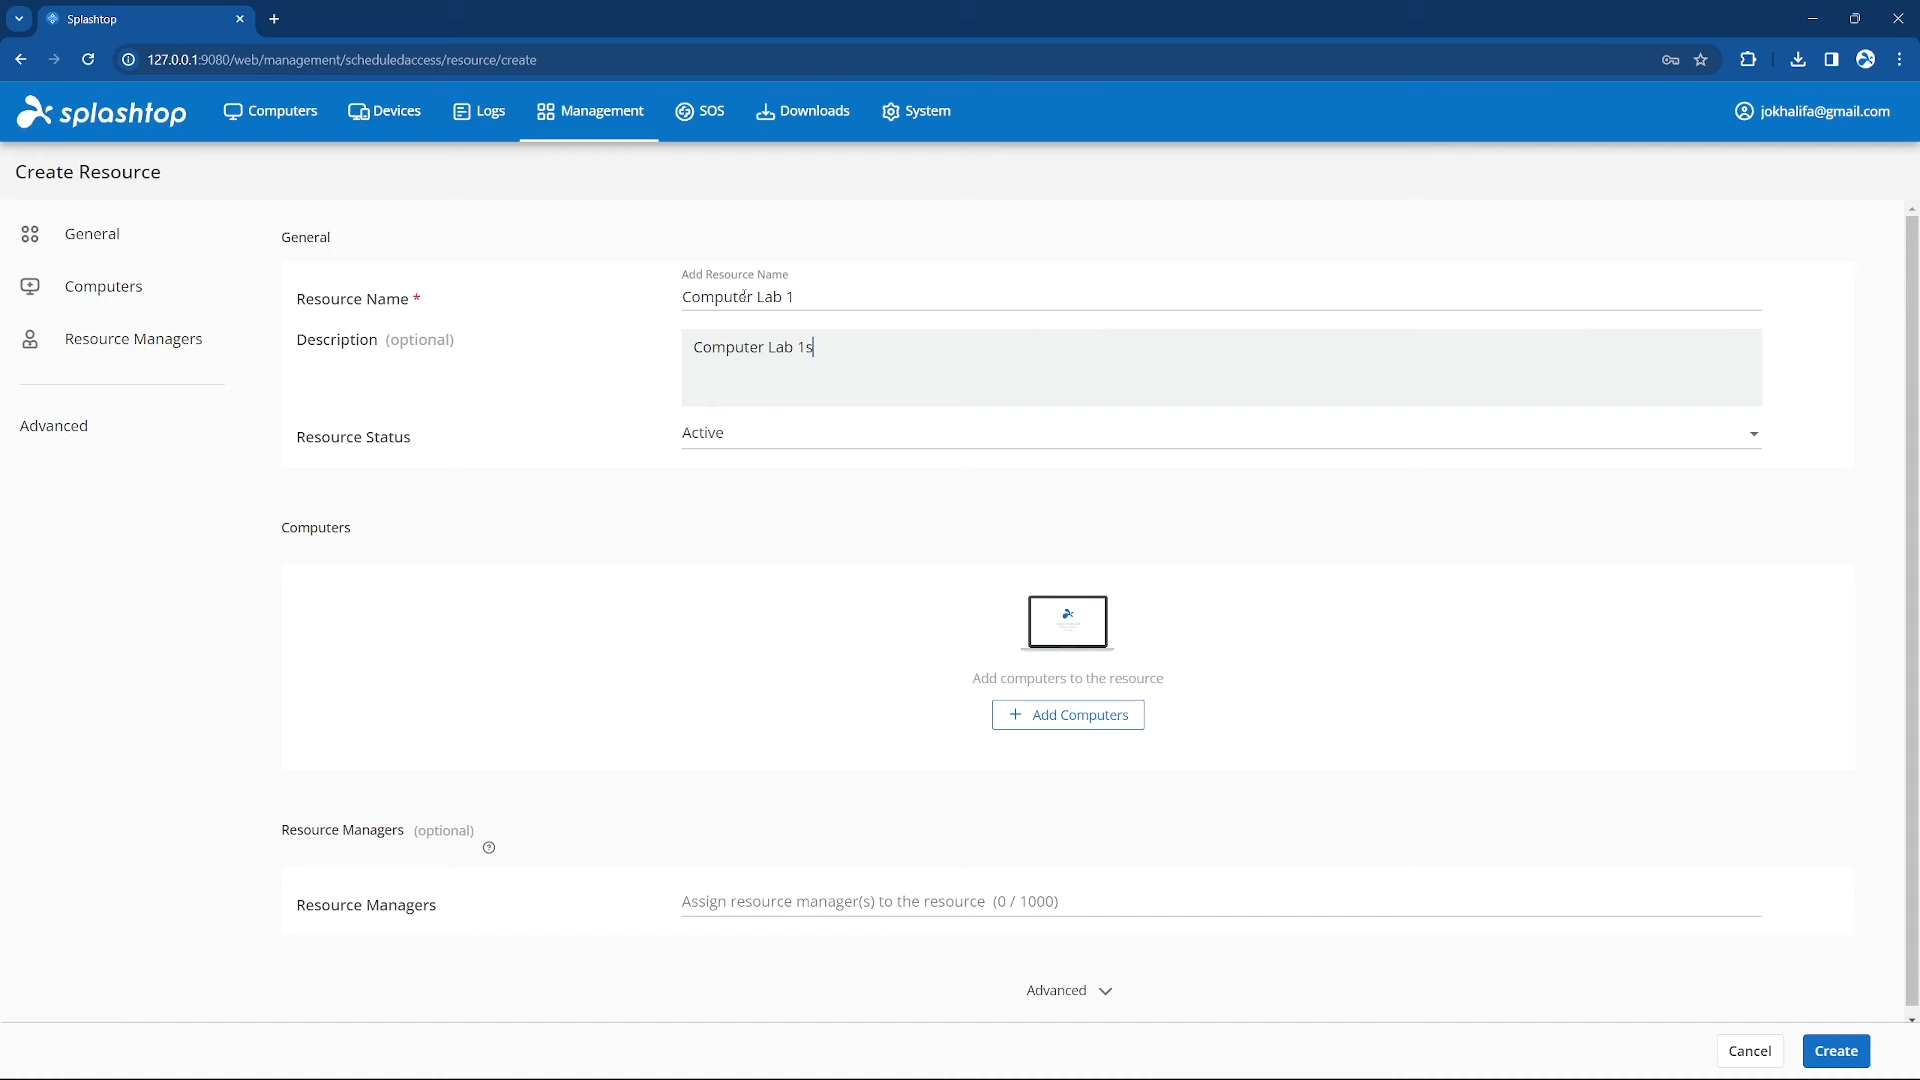 Splashtop
127.0.0.1:9080/web/management/scheduledaccess/resource/create
splashtop
Computers
Devices
Logs
Management
SOS
Downloads
System
jokhalifa@gmail.com
Create Resource
General
Computers
Resource Managers
Advanced
General
Add Resource Name
Resource Name *
Computer Lab 1
Description (optional)
Computer Lab 1s
Resource Status
Active
Computers
Add computers to the resource
+ Add Computers
Resource Managers (optional)
?
Resource Managers
Assign resource manager(s) to the resource (0 / 1000)
Advanced
Cancel
Create